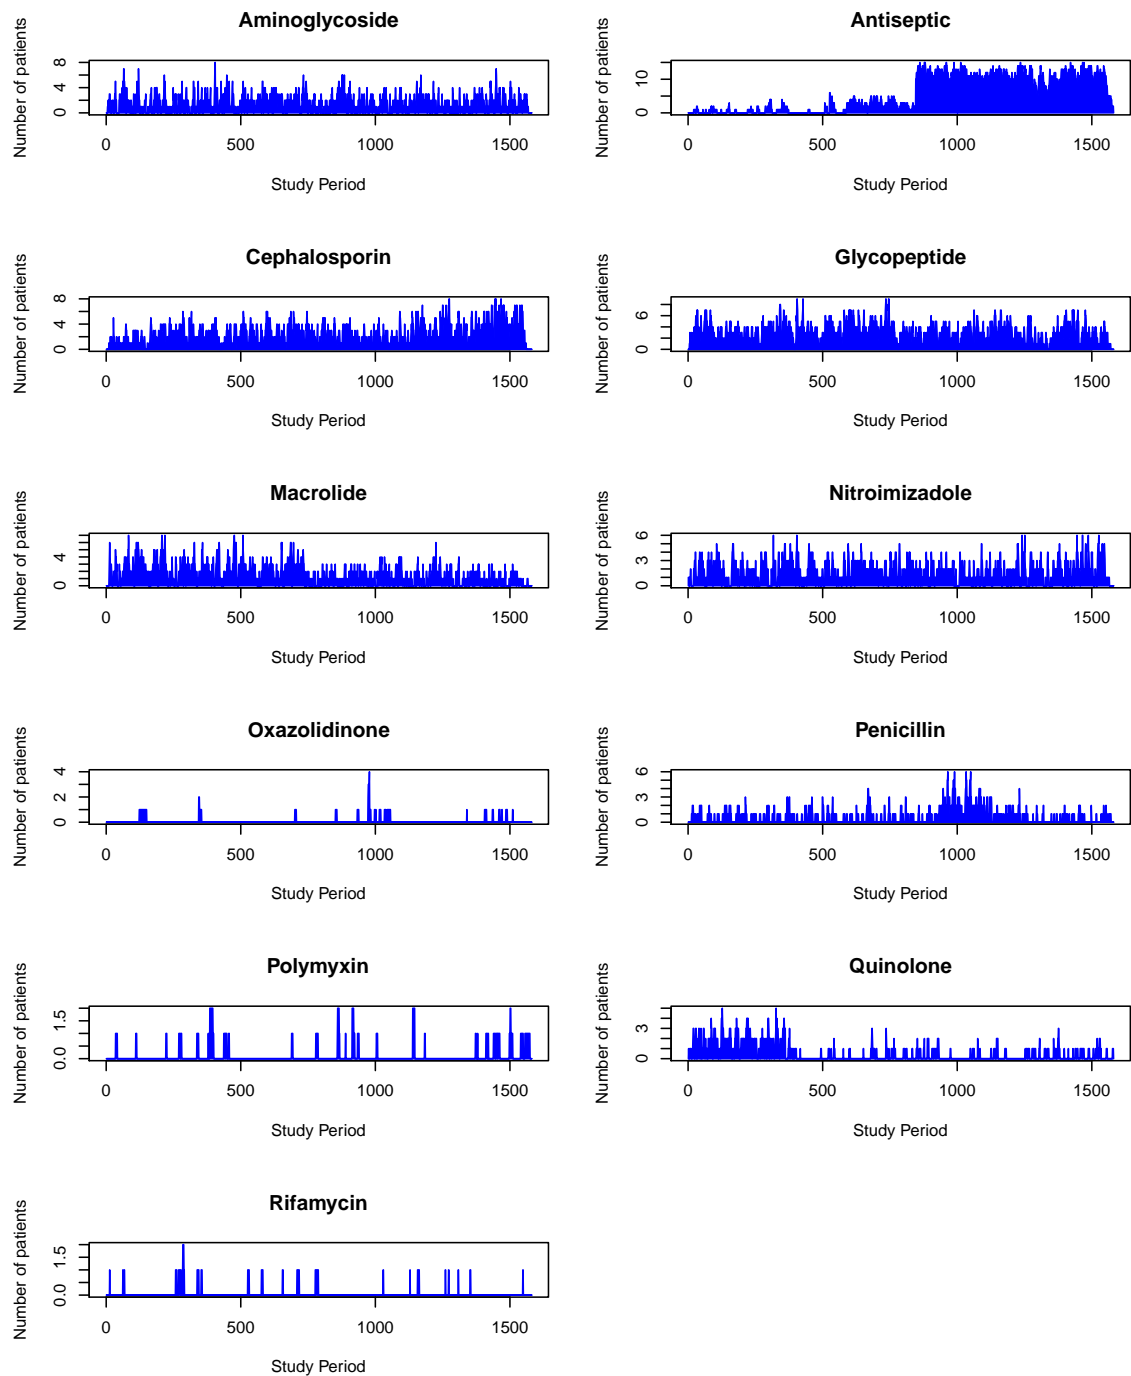 Aminoglycoside
Number of patients
0 4 8
0 500 1000 1500
Study Period
Antiseptic
Number of patients
0 10
0 500 1000 1500
Study Period
Cephalosporin
Number of patients
0 4 8
0 500 1000 1500
Study Period
Glycopeptide
Number of patients
0 6
0 500 1000 1500
Study Period
Macrolide
Number of patients
0 4
0 500 1000 1500
Study Period
Nitroimizadole
Number of patients
0 3 6
0 500 1000 1500
Study Period
Oxazolidinone
Number of patients
0 2 4
0 500 1000 1500
Study Period
Penicillin
Number of patients
0 3 6
0 500 1000 1500
Study Period
Polymyxin
Number of patients
0.0 1.5
0 500 1000 1500
Study Period
Quinolone
Number of patients
0 3
0 500 1000 1500
Study Period
Rifamycin
Number of patients
0.0 1.5
0 500 1000 1500
Study Period